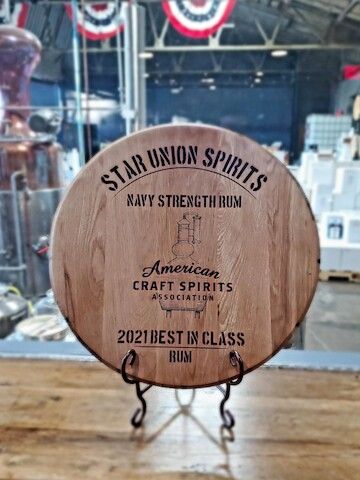 STAR UNION SPIRITS
NAVY STRENGTH RUM
American
CRAFT SPIRITS
ASSOCIATION
2021 BEST IN CLASS
RUM